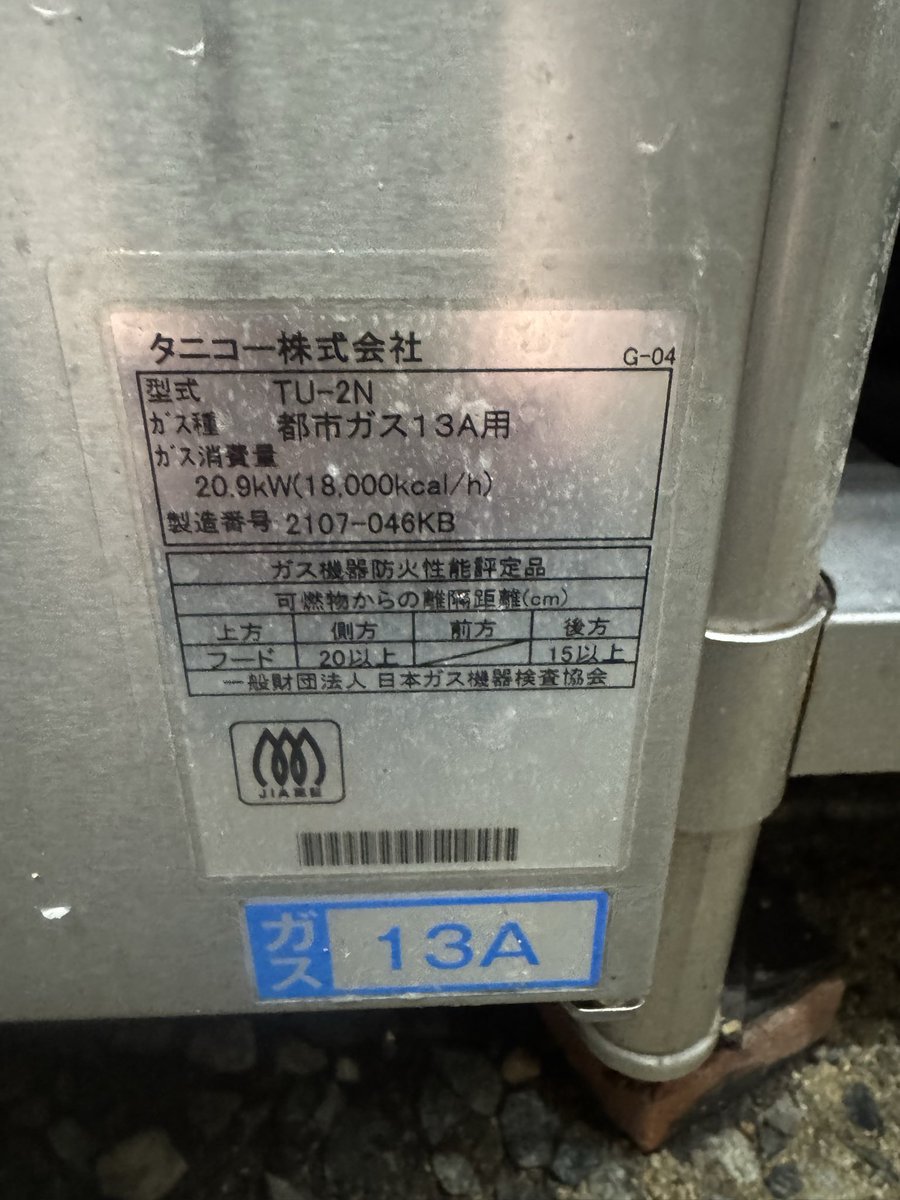 タニコー株式会社
G-04
型式 TU-2N
ガス種 都市ガス13A用
ガス消費量
20.9kW(18,000kcal/h)
製造番号 2107-046KB
ガス機器防火性能評定品
可燃物からの離隔距離(cm)
上方 側方 前方 後方
フード 20以上 15以上
一般財団法人 日本ガス機器検査協会
JIA
ガス 13A